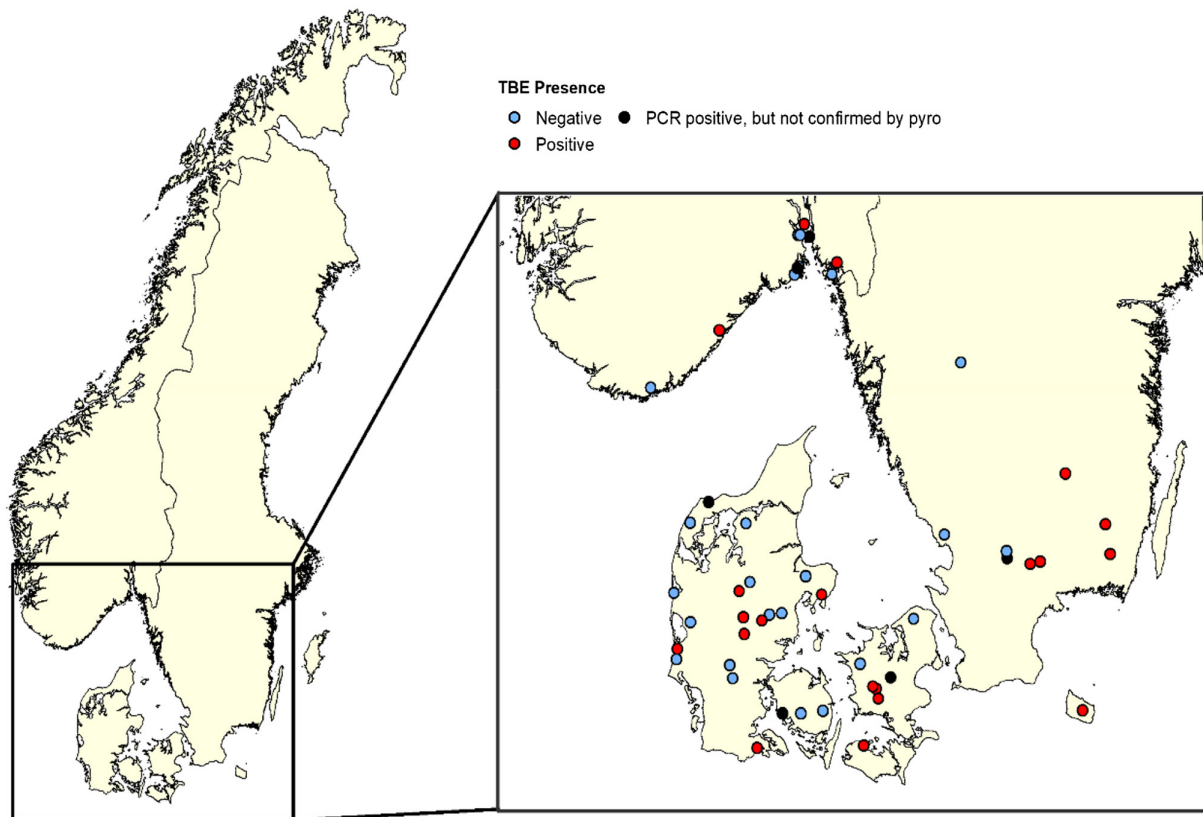 TBE Presence
Negative PCR positive, but not confirmed by pyro
Positive